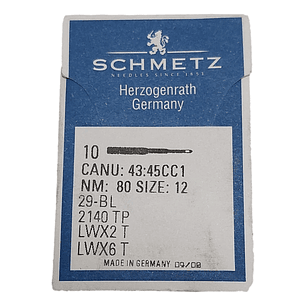 SCHMETZ
NEEDLES SINCE 1851
Herzogenrath
Germany
10
CANU: 43:45CC1
NM: 80 SIZE: 12
29-BL
2140 TP
LWX2 T
LWX6 T
MADE IN GERMANY 09/08